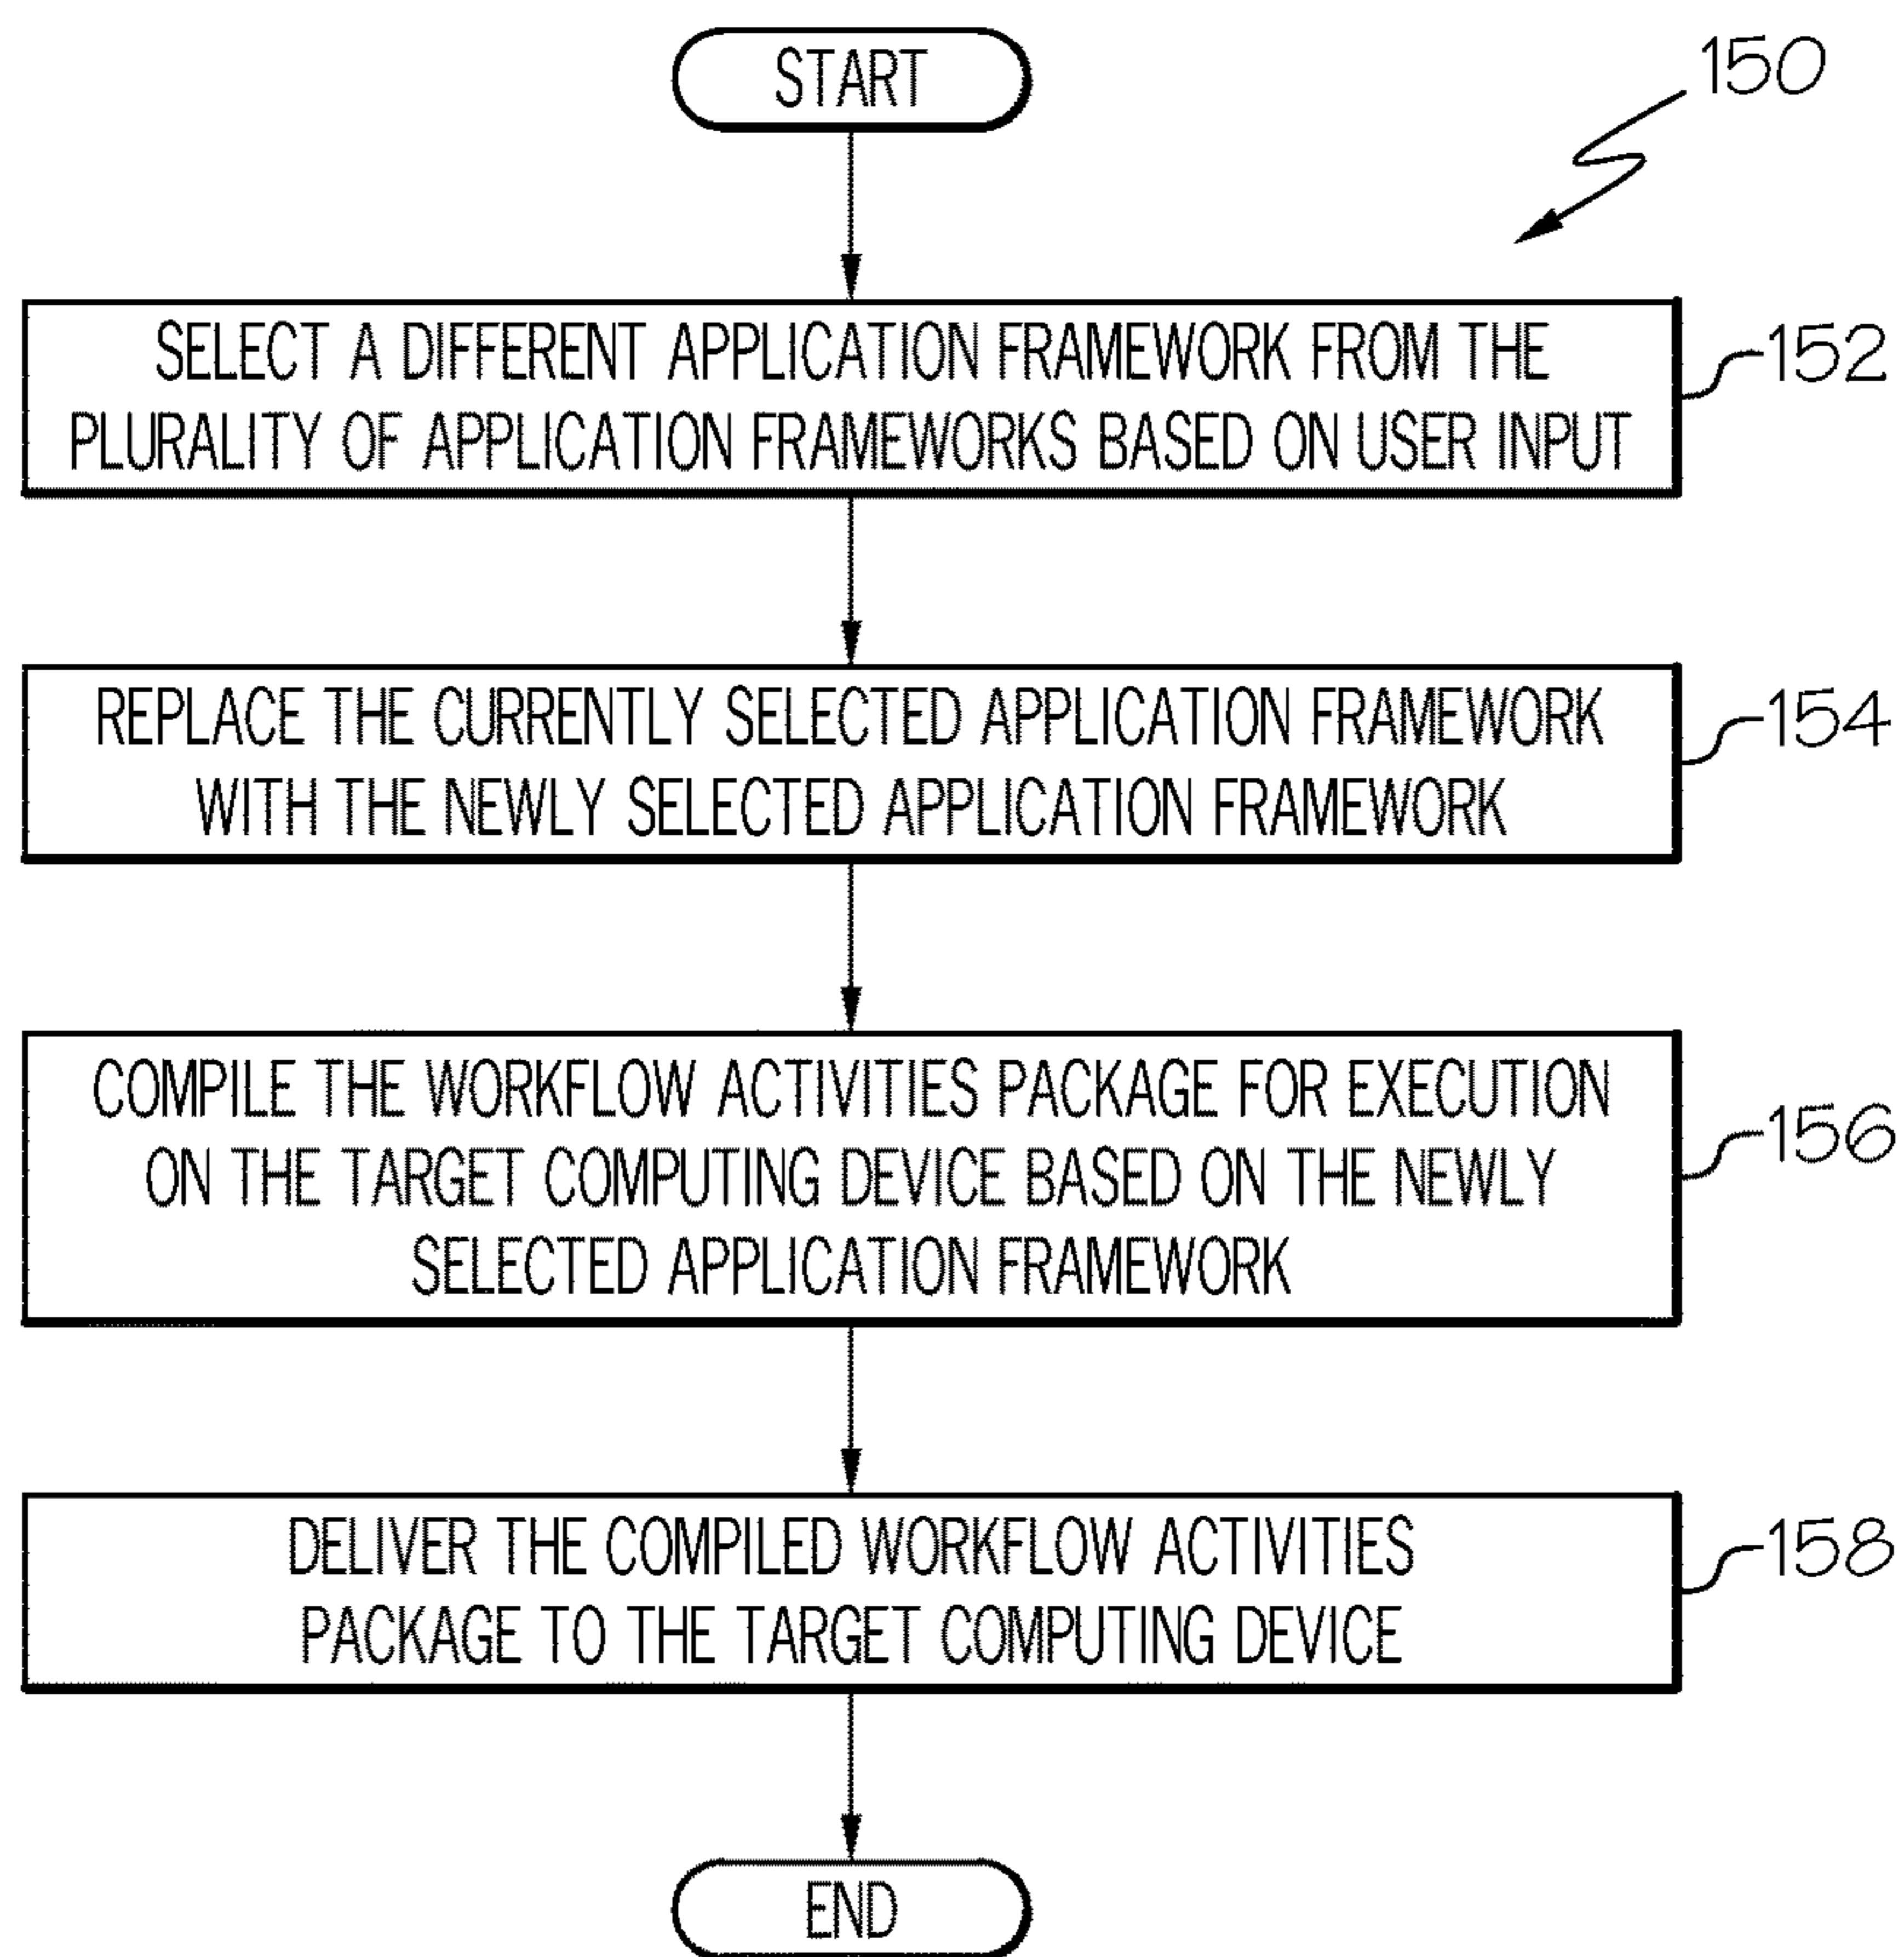 START
150
SELECT A DIFFERENT APPLICATION FRAMEWORK FROM THE
PLURALITY OF APPLICATION FRAMEWORKS BASED ON USER INPUT
152
REPLACE THE CURRENTLY SELECTED APPLICATION FRAMEWORK
WITH THE NEWLY SELECTED APPLICATION FRAMEWORK
154
COMPILE THE WORKFLOW ACTIVITIES PACKAGE FOR EXECUTION
ON THE TARGET COMPUTING DEVICE BASED ON THE NEWLY
SELECTED APPLICATION FRAMEWORK
156
DELIVER THE COMPILED WORKFLOW ACTIVITIES
PACKAGE TO THE TARGET COMPUTING DEVICE
158
END